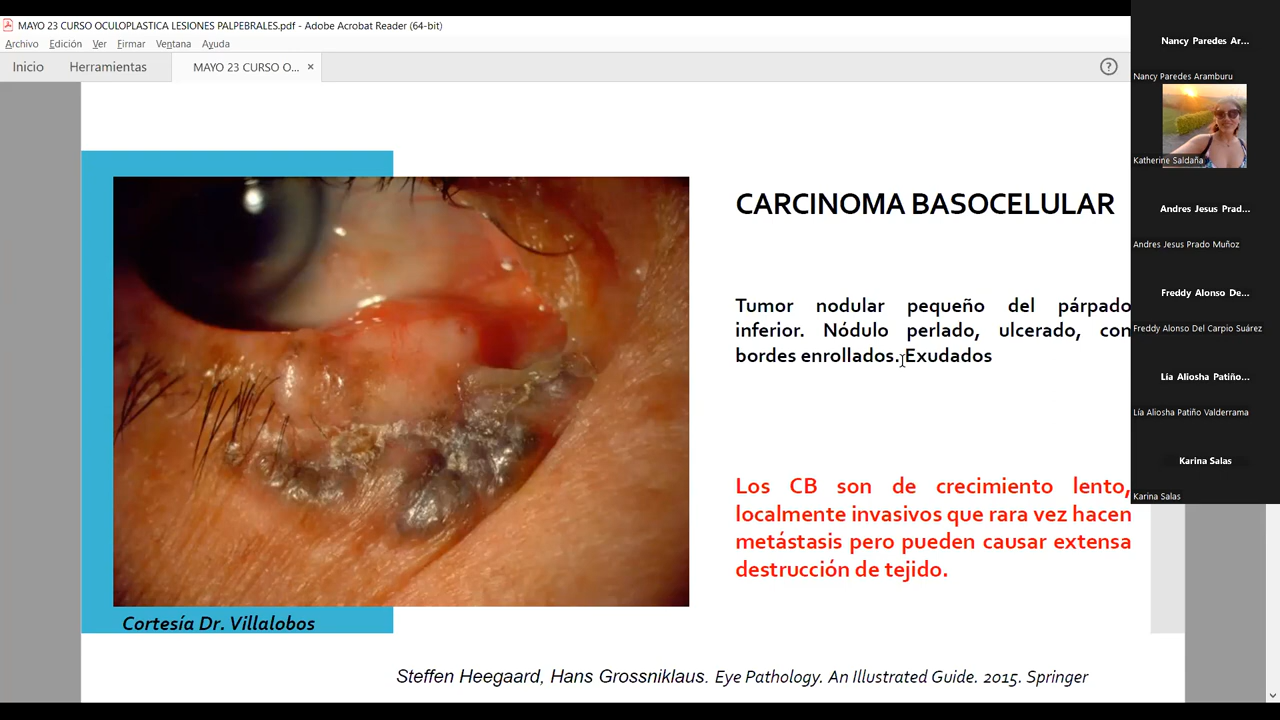 MAYO 23 CURSO OCULOPLASTICA LESIONES PALPEBRALES.pdf - Adobe Acrobat Reader (64-bit)
Archivo Edición Ver Firmar Ventana Ayuda
Inicio Herramientas MAYO 23 CURSO O... × ?
CARCINOMA BASOCELULAR
Tumor nodular pequeño del párpado
inferior. Nódulo perlado, ulcerado, con
bordes enrollados. Exudados
Los CB son de crecimiento lento,
localmente invasivos que rara vez hacen
metástasis pero pueden causar extensa
destrucción de tejido.
Cortesía Dr. Villalobos
Steffen Heegaard, Hans Grossniklaus. Eye Pathology. An Illustrated Guide. 2015. Springer
Nancy Paredes Ar...
Nancy Paredes Aramburu
Katherine Saldaña
Andres Jesus Prad...
Andres Jesus Prado Muñoz
Freddy Alonso De...
Freddy Alonso Del Carpio Suárez
Lía Aliosha Patiño...
Lía Aliosha Patiño Valderrama
Karina Salas
Karina Salas